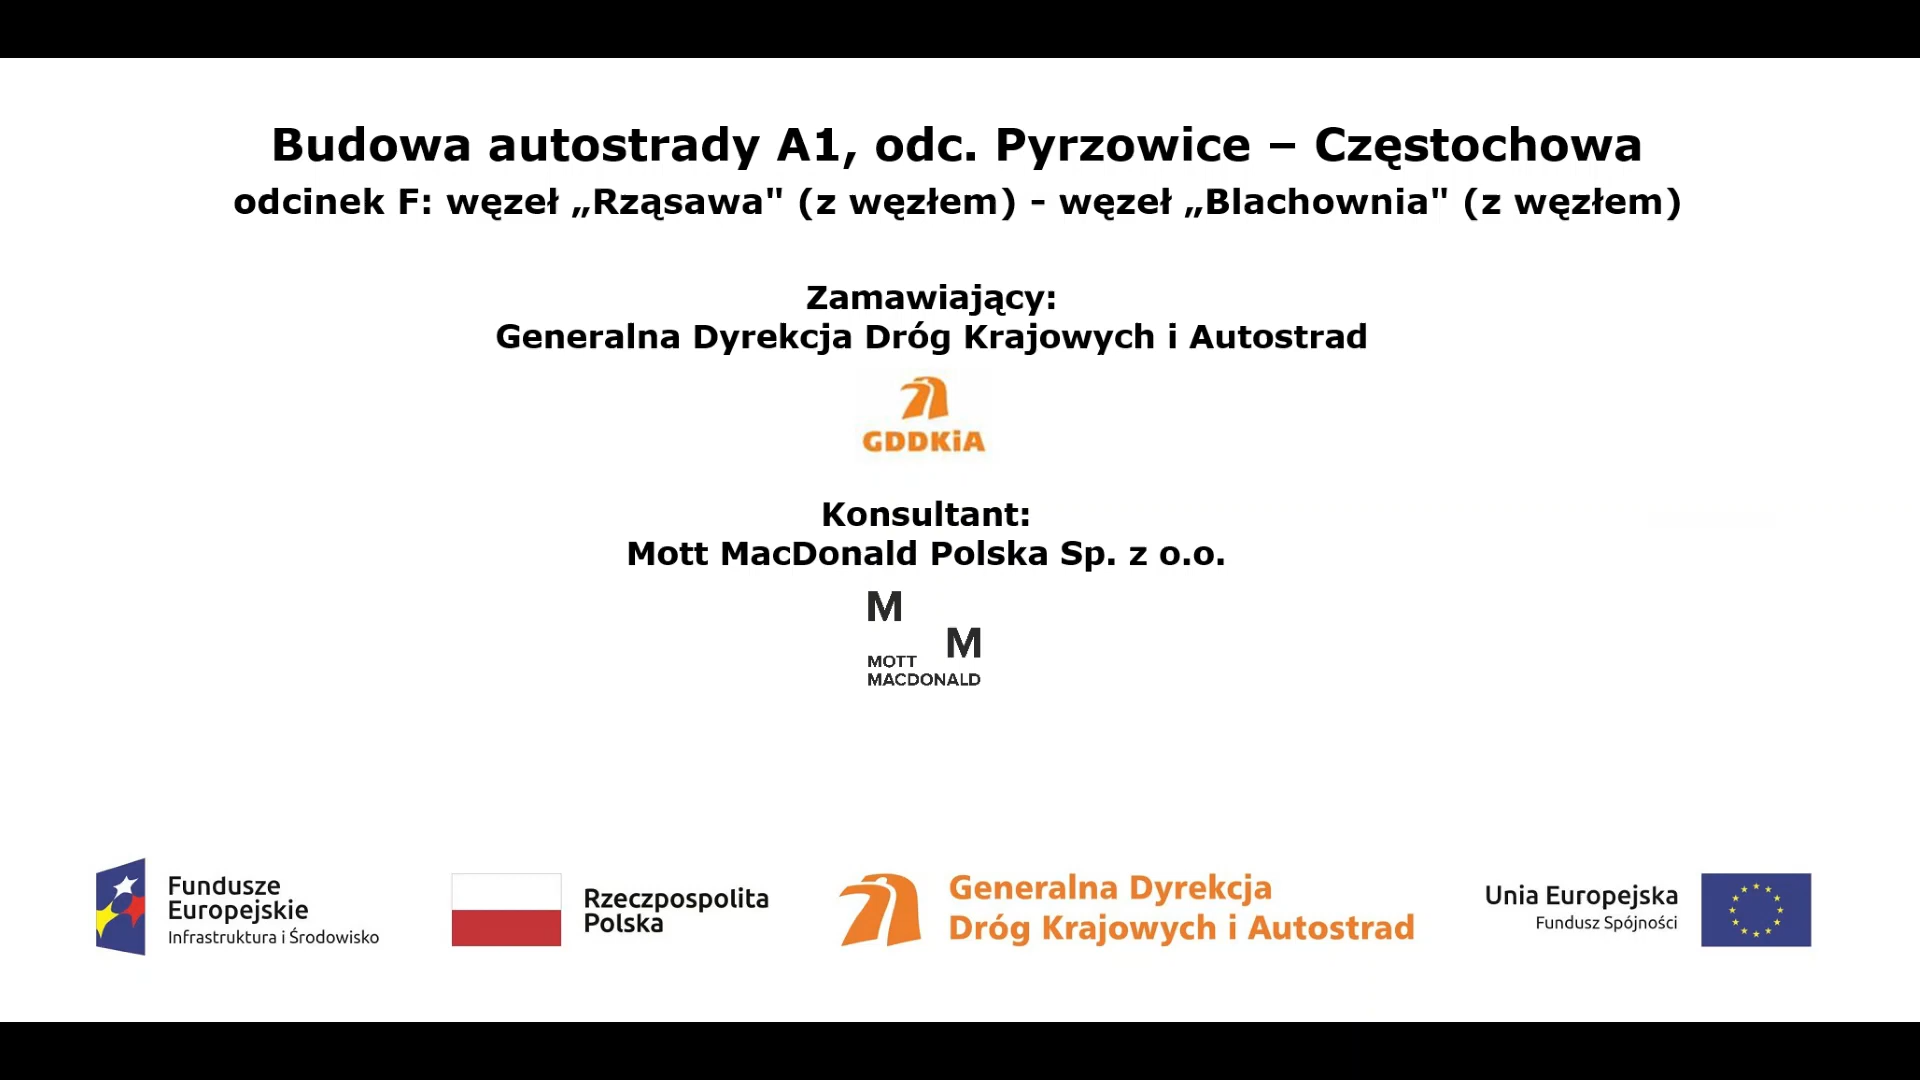 Budowa autostrady A1, odc. Pyrzowice – Częstochowa
odcinek F: węzeł „Rząsawa" (z węzłem) - węzeł „Blachownia" (z węzłem)
Zamawiający:
Generalna Dyrekcja Dróg Krajowych i Autostrad
GDDKiA
Konsultant:
Mott MacDonald Polska Sp. z o.o.
M
M
MOTT
MACDONALD
Fundusze
Europejskie
Infrastruktura i Środowisko
Rzeczpospolita
Polska
Generalna Dyrekcja
Dróg Krajowych i Autostrad
Unia Europejska
Fundusz Spójności